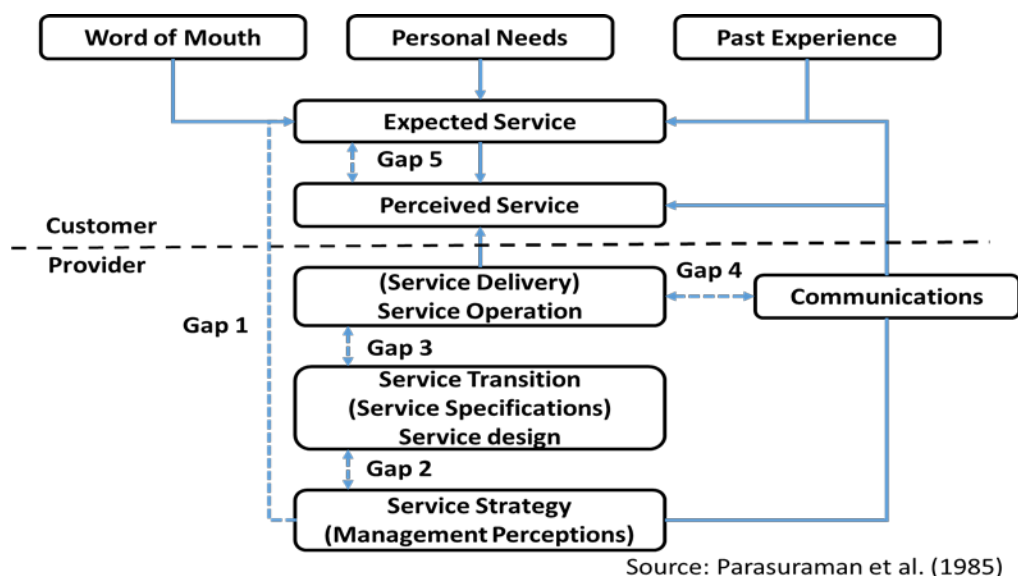 Word of Mouth
Personal Needs
Past Experience
Expected Service
Gap 5
Perceived Service
Customer
Provider
Gap 4
(Service Delivery)
Service Operation
Communications
Gap 1
Gap 3
Service Transition
(Service Specifications)
Service design
Gap 2
Service Strategy
(Management Perceptions)
Source: Parasuraman et al. (1985)